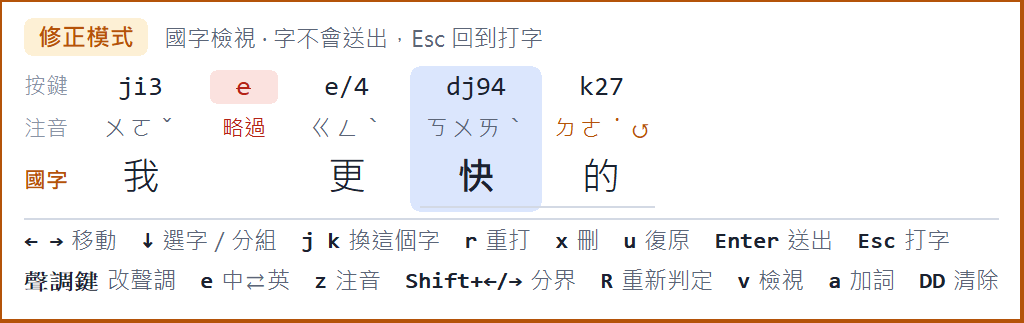 修正模式 國字檢視 · 字不會送出，Esc 回到打字
按鍵 ji3 e e/4 dj94 k27
注音 ㄨㄛˇ 略過 ㄍㄥˋ ㄎㄨㄞˋ ㄉㄜ˙ ↺
國字 我 更 快 的
← → 移動 ↓ 選字 / 分組 j k 換這個字 r 重打 x 刪 u 復原 Enter 送出 Esc 打字
聲調鍵 改聲調 e 中⇄英 z 注音 Shift+←/→ 分界 R 重新判定 v 檢視 a 加詞 DD 清除